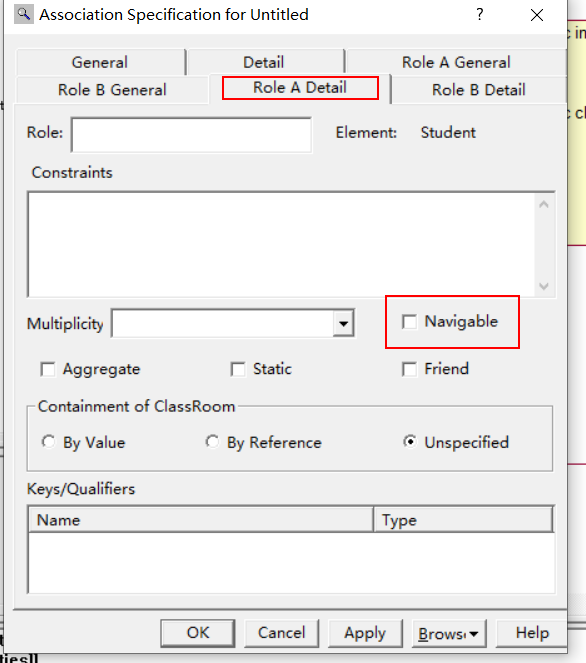 Association Specification for Untitled
General Detail Role A General
Role B General Role A Detail Role B Detail
Role: Element: Student
Constraints
Multiplicity Navigable
Aggregate Static Friend
Containment of ClassRoom
By Value By Reference Unspecified
Keys/Qualifiers
Name Type
OK Cancel Apply Brows Help